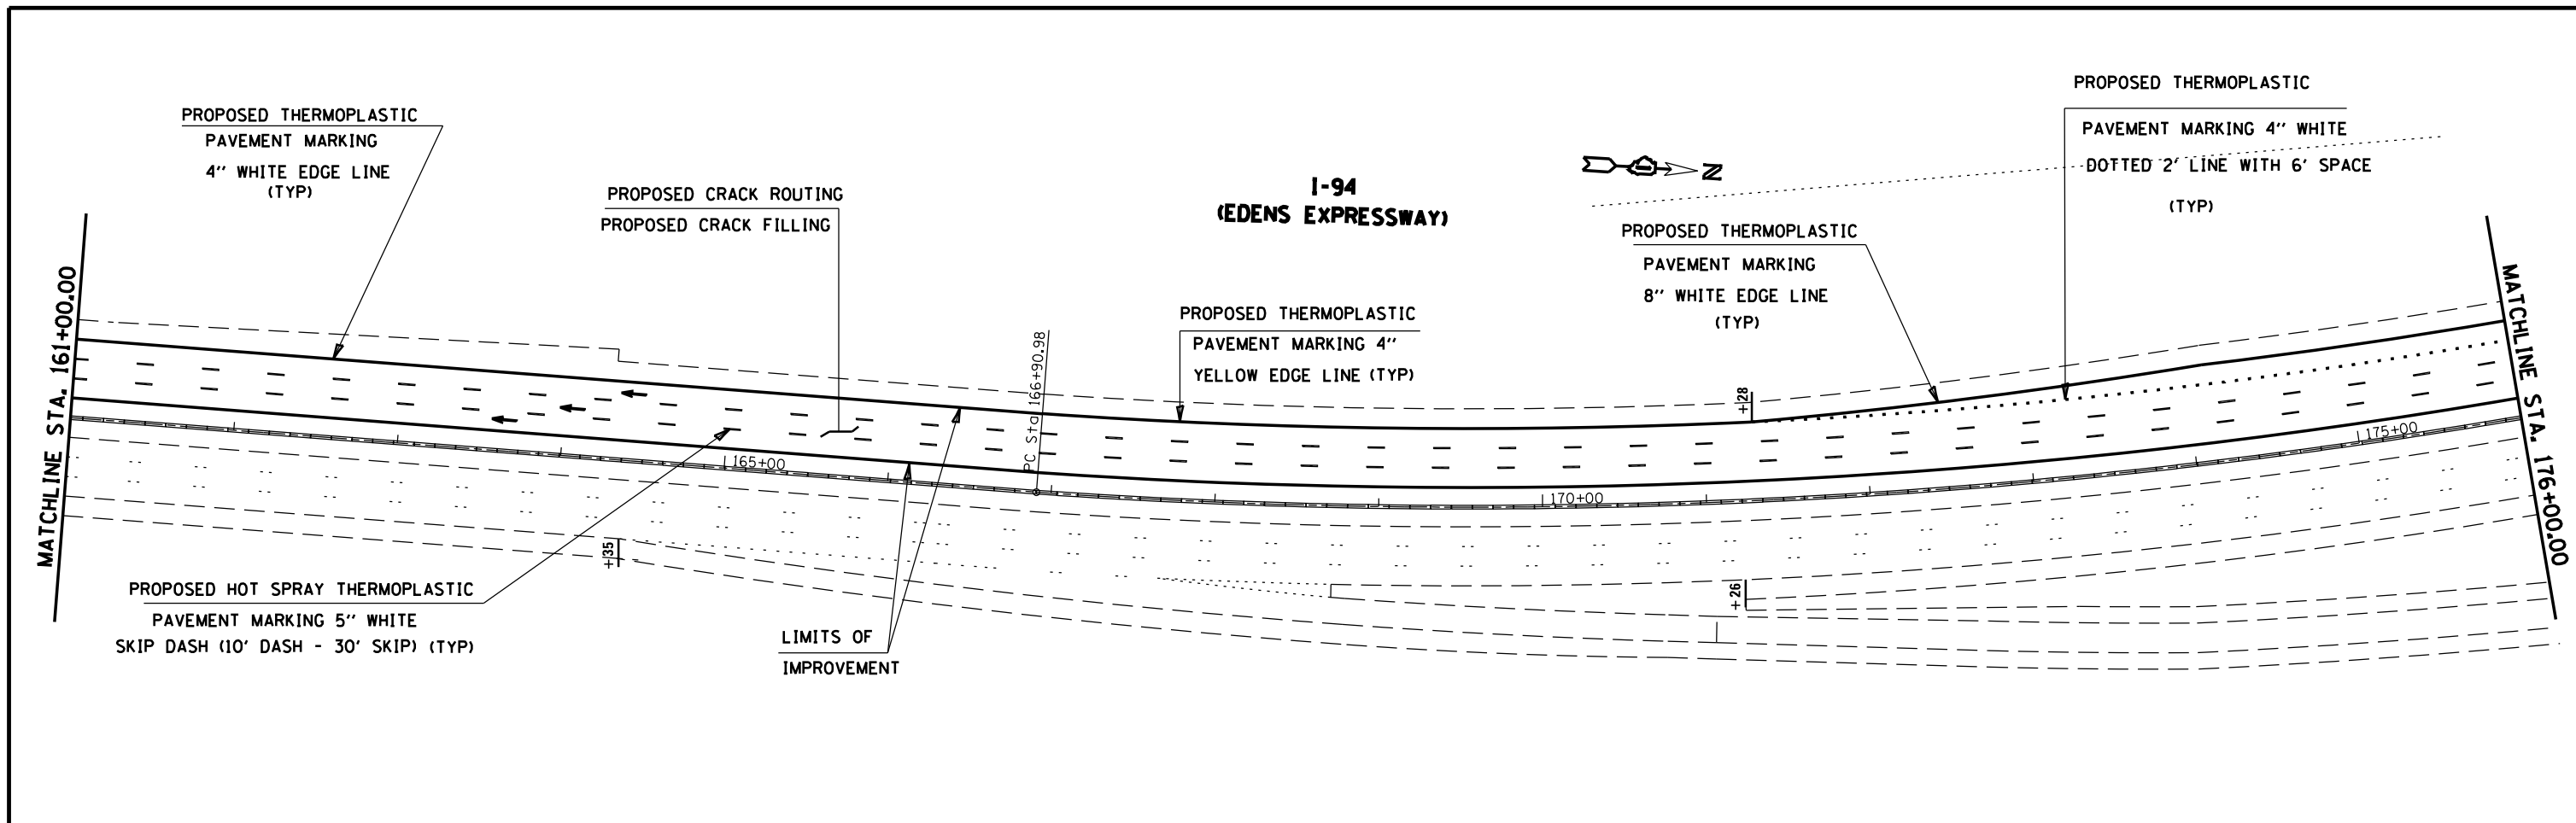 PROPOSED THERMOPLASTIC
PAVEMENT MARKING
4" WHITE EDGE LINE
(TYP)
PROPOSED CRACK ROUTING
PROPOSED CRACK FILLING
I-94
(EDENS EXPRESSWAY)
N
PROPOSED THERMOPLASTIC
PAVEMENT MARKING 4" WHITE
DOTTED 2' LINE WITH 6' SPACE
(TYP)
PROPOSED THERMOPLASTIC
PAVEMENT MARKING
8" WHITE EDGE LINE
(TYP)
PROPOSED THERMOPLASTIC
PAVEMENT MARKING 4"
YELLOW EDGE LINE (TYP)
MATCHLINE STA. 161+00.00
PC Sta 166+90.98
+28
MATCHLINE STA. 176+00.00
165+00
170+00
175+00
+35
+26
PROPOSED HOT SPRAY THERMOPLASTIC
PAVEMENT MARKING 5" WHITE
SKIP DASH (10' DASH - 30' SKIP) (TYP)
LIMITS OF
IMPROVEMENT